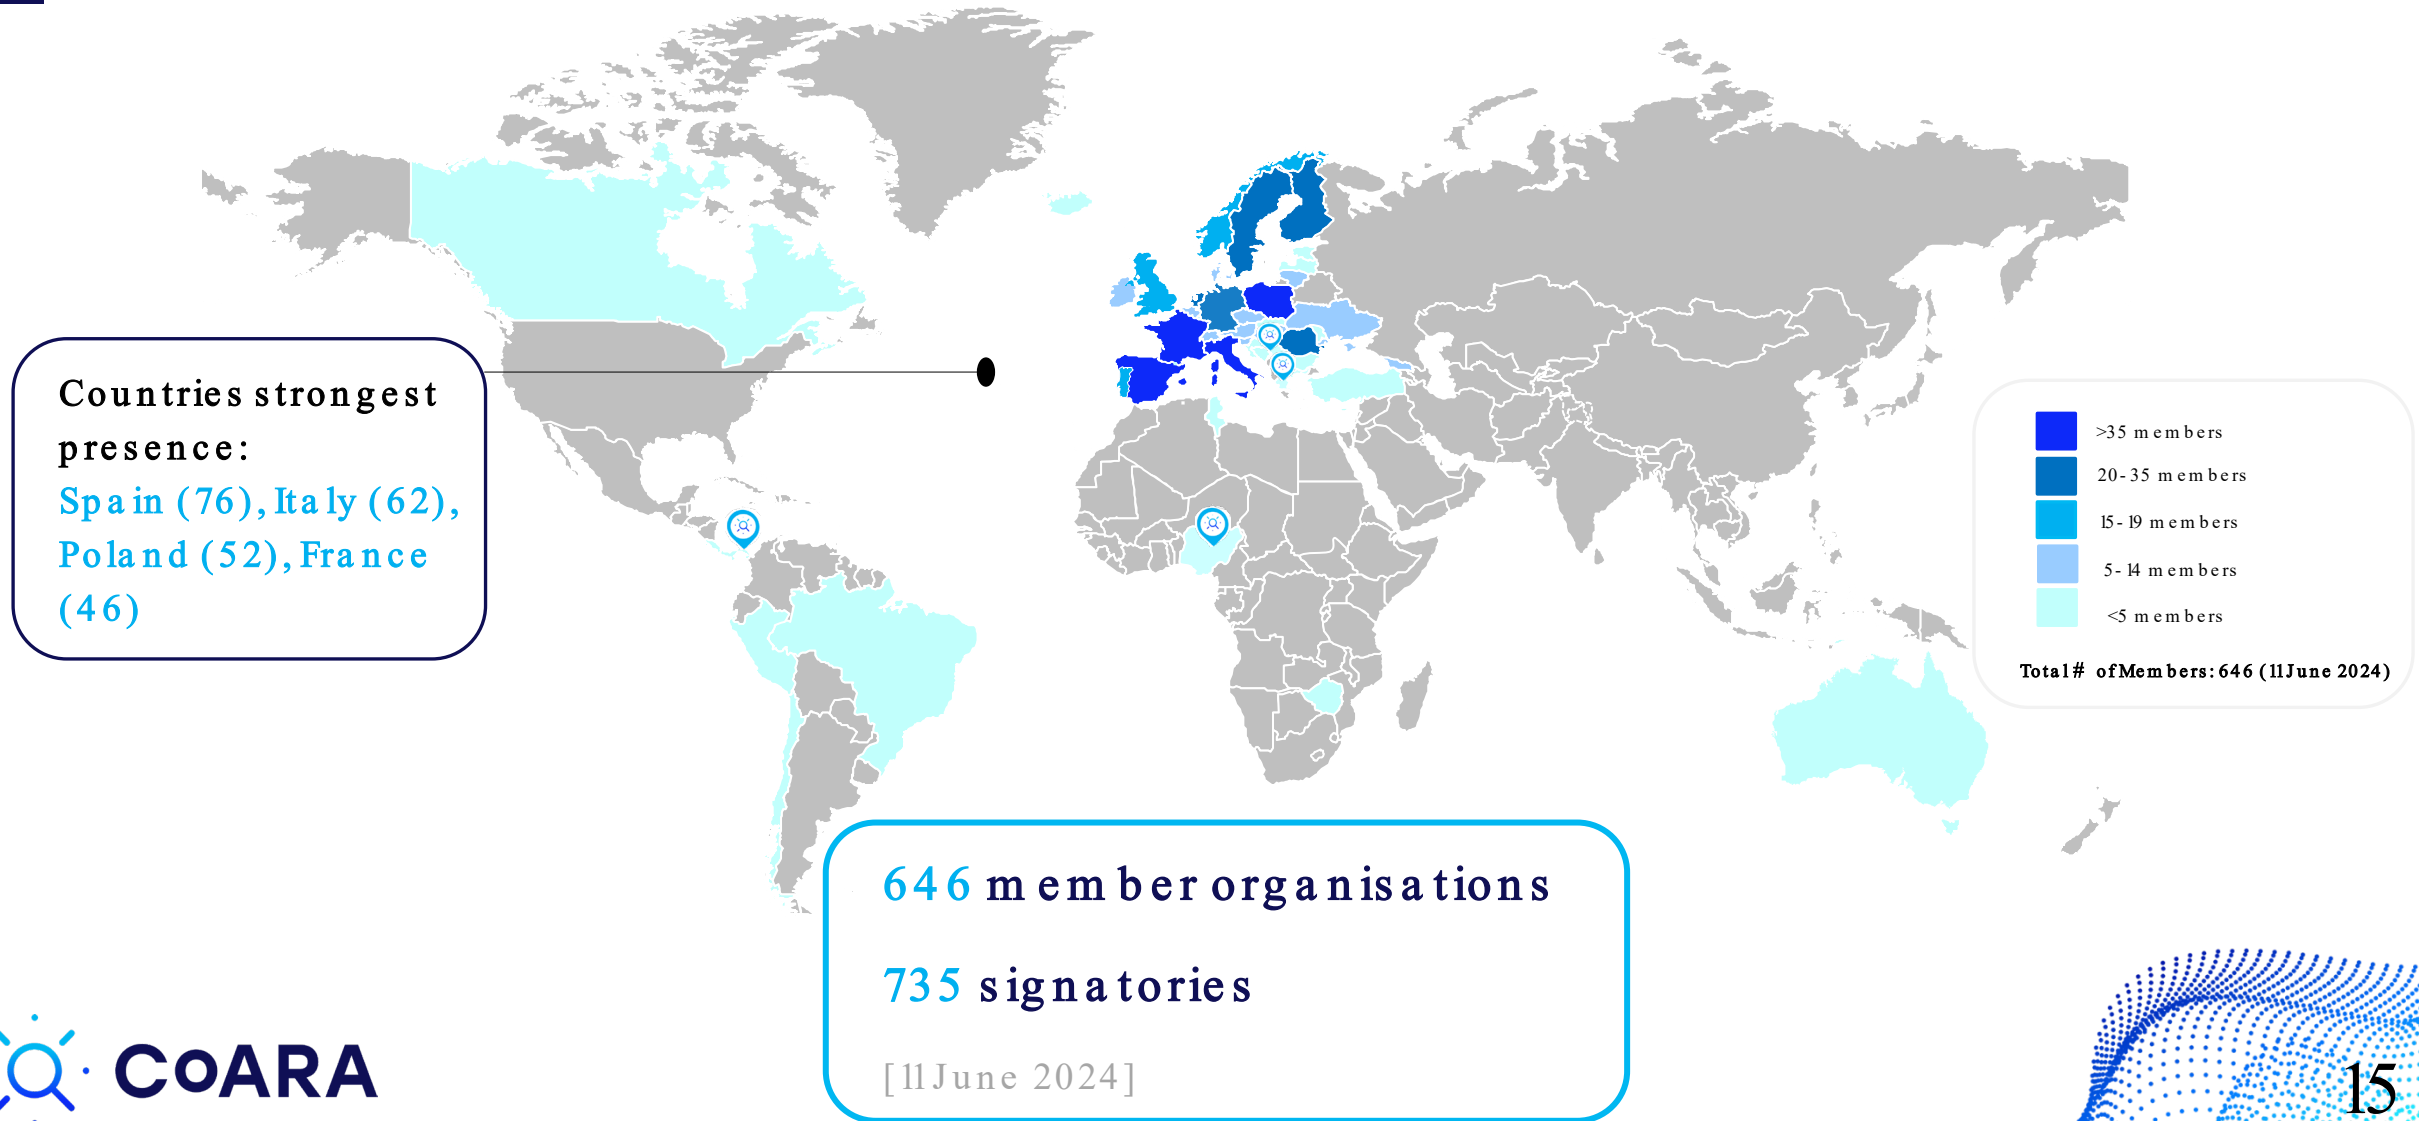 Countries strongest
presence:
Spain (76), Italy (62),
Poland (52), France
(46)
>35 members
20-35 members
15-19 members
5-14 members
<5 members
Total # of Members: 646 (11 June 2024)
646 member organisations
735 signatories
[11 June 2024]
CoARA
15